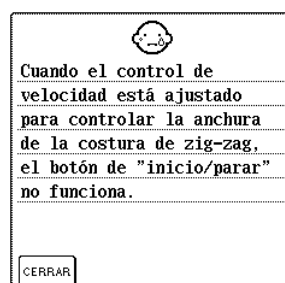 Cuando el control de
velocidad está ajustado
para controlar la anchura
de la costura de zig-zag,
el botón de "inicio/parar"
no funciona.
CERRAR